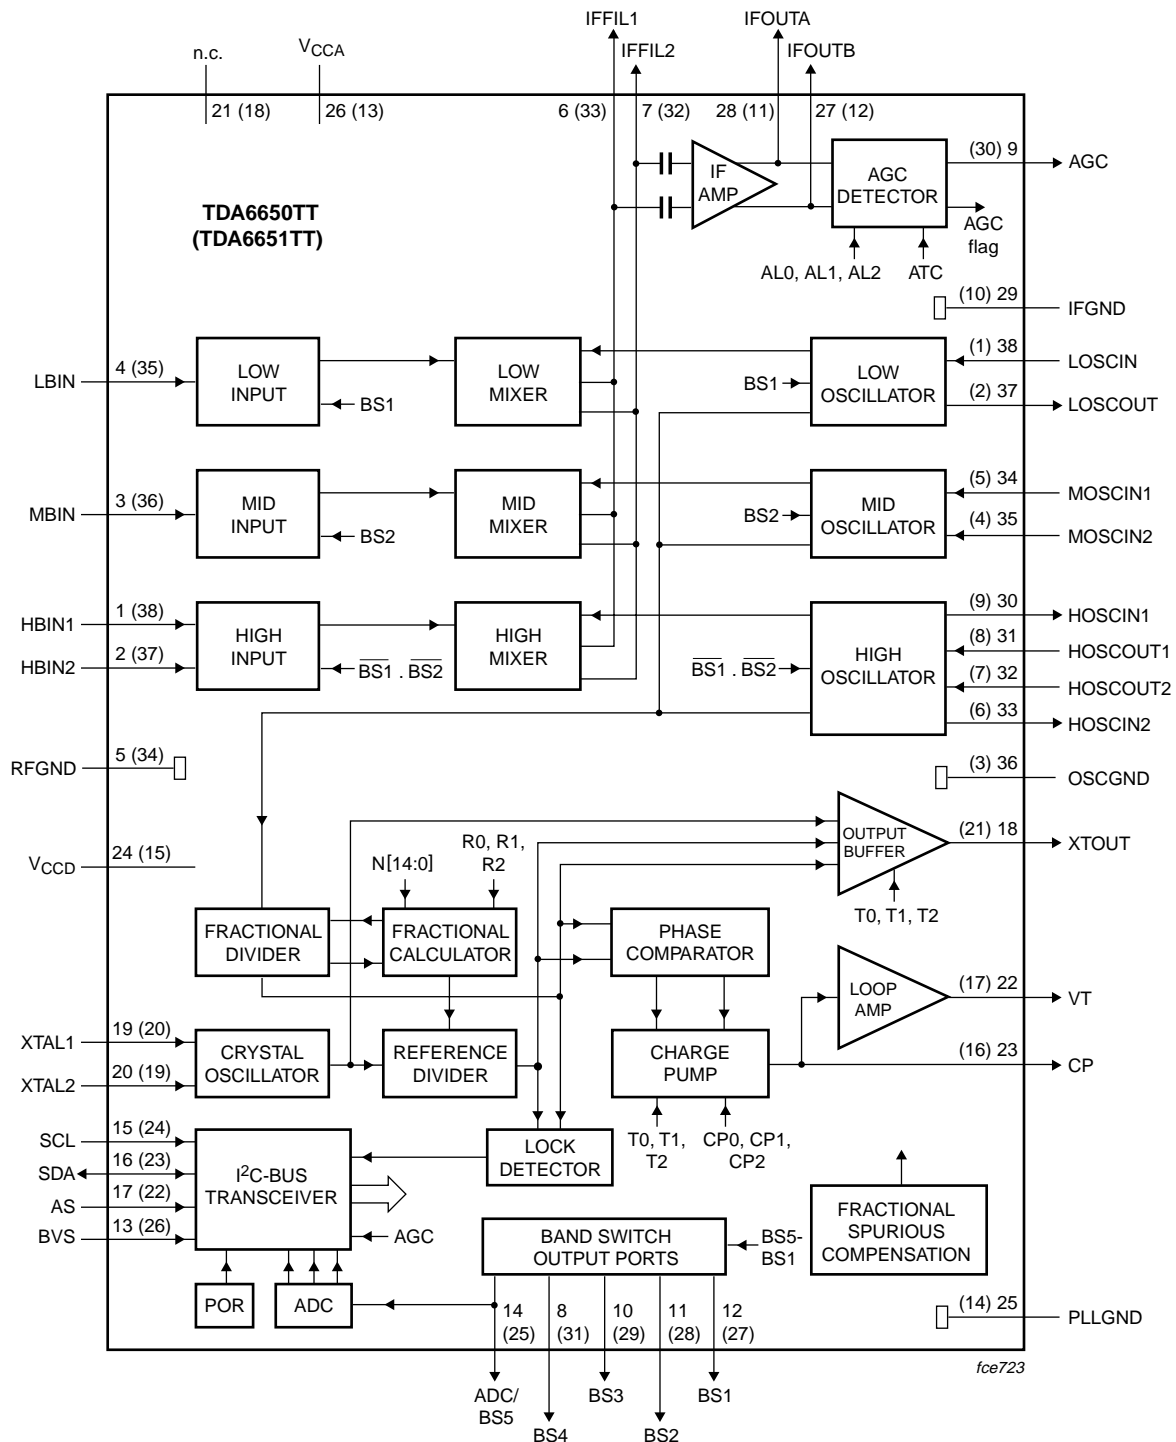 IFFIL1
IFOUTA
n.c.
VCCA
IFFIL2
IFOUTB
21 (18)
26 (13)
6 (33)
7 (32)
28 (11)
27 (12)
TDA6650TT
(TDA6651TT)
IF
AMP
AGC
DETECTOR
(30) 9
AGC
AGC
flag
AL0, AL1, AL2
ATC
(10) 29
IFGND
LBIN
4 (35)
LOW
INPUT
BS1
LOW
MIXER
BS1
LOW
OSCILLATOR
(1) 38
LOSCIN
(2) 37
LOSCOUT
MBIN
3 (36)
MID
INPUT
BS2
MID
MIXER
BS2
MID
OSCILLATOR
(5) 34
MOSCIN1
(4) 35
MOSCIN2
HBIN1
1 (38)
HBIN2
2 (37)
HIGH
INPUT
B̅S̅1̅ . B̅S̅2̅
HIGH
MIXER
B̅S̅1̅ . B̅S̅2̅
HIGH
OSCILLATOR
(9) 30
HOSCIN1
(8) 31
HOSCOUT1
(7) 32
HOSCOUT2
(6) 33
HOSCIN2
RFGND
5 (34)
(3) 36
OSCGND
VCCD
24 (15)
N[14:0]
R0, R1,
R2
OUTPUT
BUFFER
(21) 18
XTOUT
T0, T1, T2
FRACTIONAL
DIVIDER
FRACTIONAL
CALCULATOR
PHASE
COMPARATOR
LOOP
AMP
(17) 22
VT
XTAL1
19 (20)
XTAL2
20 (19)
CRYSTAL
OSCILLATOR
REFERENCE
DIVIDER
CHARGE
PUMP
(16) 23
CP
T0, T1,
T2
CP0, CP1,
CP2
SCL
15 (24)
SDA
16 (23)
AS
17 (22)
BVS
13 (26)
I²C-BUS
TRANSCEIVER
LOCK
DETECTOR
AGC
POR
ADC
BAND SWITCH
OUTPUT PORTS
BS5-
BS1
FRACTIONAL
SPURIOUS
COMPENSATION
14
(25)
8
(31)
10
(29)
11
(28)
12
(27)
(14) 25
PLLGND
ADC/
BS5
BS4
BS3
BS2
BS1
fce723